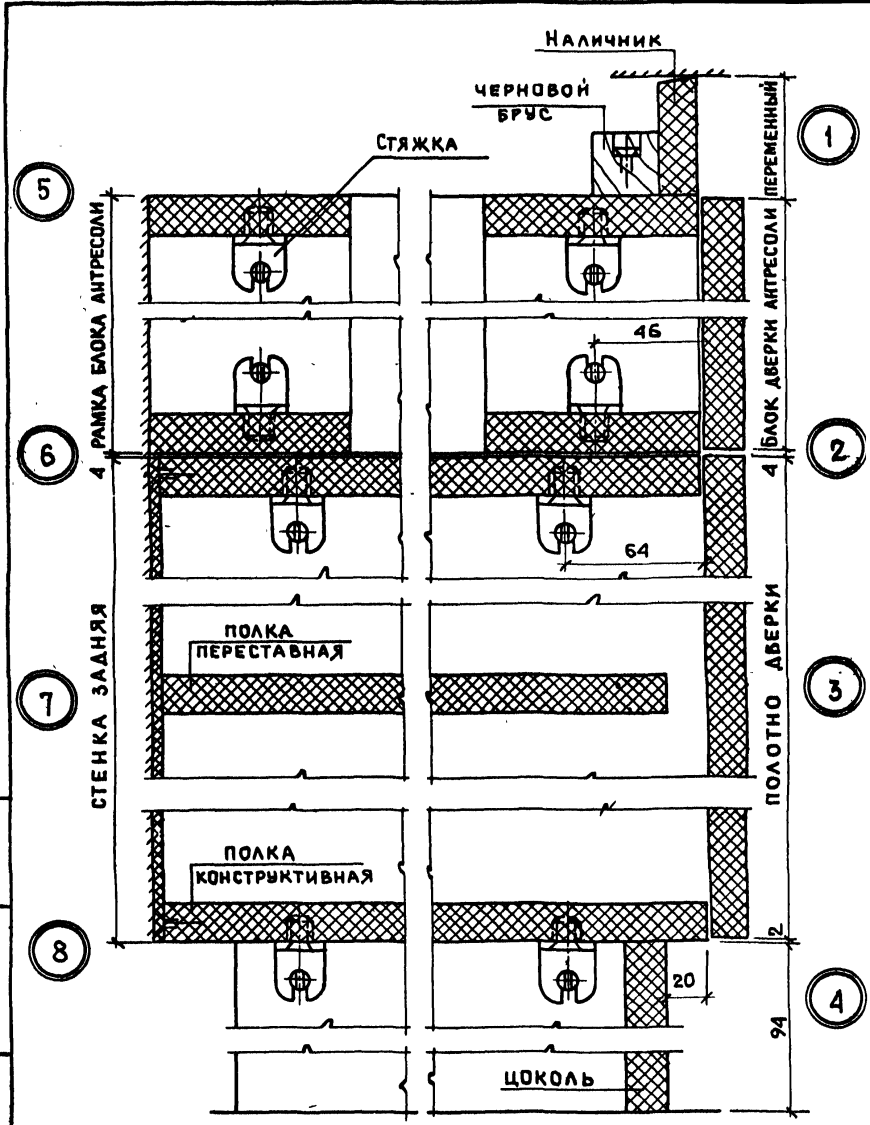 НАЛИЧНИК
ЧЕРНОВОЙ
БРУС
СТЯЖКА
ПЕРЕМЕННЫЙ
1
5
РАМКА БЛОКА АНТРЕСОЛИ
БЛОК ДВЕРКИ АНТРЕСОЛИ
46
6
4
4
2
64
СТЕНКА ЗАДНЯЯ
ПОЛКА
ПЕРЕСТАВНАЯ
ПОЛОТНО ДВЕРКИ
7
3
ПОЛКА
КОНСТРУКТИВНАЯ
2
8
20
94
4
ЦОКОЛЬ